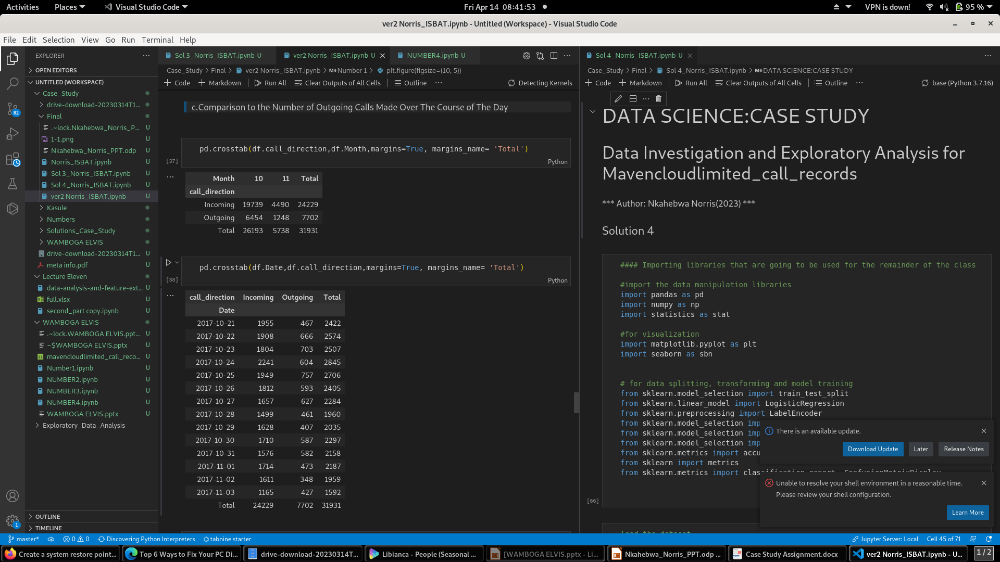 Activities Places Visual Studio Code Fri Apr 14 08:41:53 VPN is down! 95 %
ver2 Norris_ISBAT.ipynb - Untitled (Workspace) - Visual Studio Code
File Edit Selection View Go Run Terminal Help
EXPLORER
OPEN EDITORS
UNTITLED (WORKSPACE)
Case_Study
drive-download-20230314T1...
Final
.~lock.Nkahebwa_Norris_P... U
1-1.png U
Nkahebwa_Norris_PPT.odp U
Norris_ISBAT.ipynb U
Sol 3_Norris_ISBAT.ipynb U
Sol 4_Norris_ISBAT.ipynb U
ver2 Norris_ISBAT.ipynb U
Kasule
Numbers
Solutions_Case_Study
WAMBOGA ELVIS
drive-download-20230314T1... U
meta info.pdf U
Lecture Eleven
data-analysis-and-feature-ext... U
full.xlsx U
second_part copy.ipynb U
WAMBOGA ELVIS
.~lock.WAMBOGA ELVIS.ppt... U
~$WAMBOGA ELVIS.pptx U
mavencloudlimited_call_reco... U
Number1.ipynb U
NUMBER2.ipynb U
NUMBER3.ipynb U
NUMBER4.ipynb U
WAMBOGA ELVIS.pptx U
Exploratory_Data_Analysis
OUTLINE
TIMELINE
82
1
Sol 3_Norris_ISBAT.ipynb U ver2 Norris_ISBAT.ipynb U NUMBER4.ipynb U
Case_Study > Final > ver2 Norris_ISBAT.ipynb > Number 1 > plt.figure(figsize=(10, 5))
Code Markdown Run All Clear Outputs of All Cells Outline Detecting Kernels
c.Comparison to the Number of Outgoing Calls Made Over The Course of The Day
pd.crosstab(df.call_direction,df.Month,margins=True, margins_name= 'Total')
[37] Python
Month 10 11 Total
call_direction
Incoming 19739 4490 24229
Outgoing 6454 1248 7702
Total 26193 5738 31931
pd.crosstab(df.Date,df.call_direction,margins=True, margins_name= 'Total')
[38] Python
call_direction Incoming Outgoing Total
Date
2017-10-21 1955 467 2422
2017-10-22 1908 666 2574
2017-10-23 1804 703 2507
2017-10-24 2241 604 2845
2017-10-25 1949 757 2706
2017-10-26 1812 593 2405
2017-10-27 1657 627 2284
2017-10-28 1499 461 1960
2017-10-29 1628 407 2035
2017-10-30 1710 587 2297
2017-10-31 1576 582 2158
2017-11-01 1714 473 2187
2017-11-02 1611 348 1959
2017-11-03 1165 427 1592
Total 24229 7702 31931
Sol 4_Norris_ISBAT.ipynb U
Case_Study > Final > Sol 4_Norris_ISBAT.ipynb > DATA SCIENCE:CASE STUDY
Code Markdown Run All Clear Outputs of All Cells Outline base (Python 3.7.16)
DATA SCIENCE:CASE STUDY
Data Investigation and Exploratory Analysis for
Mavencloudlimited_call_records
*** Author: Nkahebwa Norris(2023) ***
Solution 4
#### Importing libraries that are going to be used for the remainder of the class
#import the data manipulation libraries
import pandas as pd
import numpy as np
import statistics as stat
#for visualization
import matplotlib.pyplot as plt
import seaborn as sbn
# for data splitting, transforming and model training
from sklearn.model_selection import train_test_split
from sklearn.linear_model import LogisticRegression
from sklearn.preprocessing import LabelEncoder
from sklearn.model_selection imp
from sklearn.model_selection imp
from sklearn.model_selection imp
from sklearn.metrics import accu
from sklearn import metrics
from sklearn.metrics import classification_report, ConfusionMatrixDisplay
[66]
load the dataset
There is an available update.
Download Update Later Release Notes
Unable to resolve your shell environment in a reasonable time.
Please review your shell configuration.
Learn More
master* 0 0 Discovering Python Interpreters tabnine starter Jupyter Server: Local Cell 45 of 71
Create a system restore point... Top 6 Ways to Fix Your PC Di... drive-download-20230314T... Libianca - People (Seasonal ... [WAMBOGA ELVIS.pptx - Li... Nkahebwa_Norris_PPT.odp ... Case Study Assignment.docx ver2 Norris_ISBAT.ipynb - U... 1 / 2